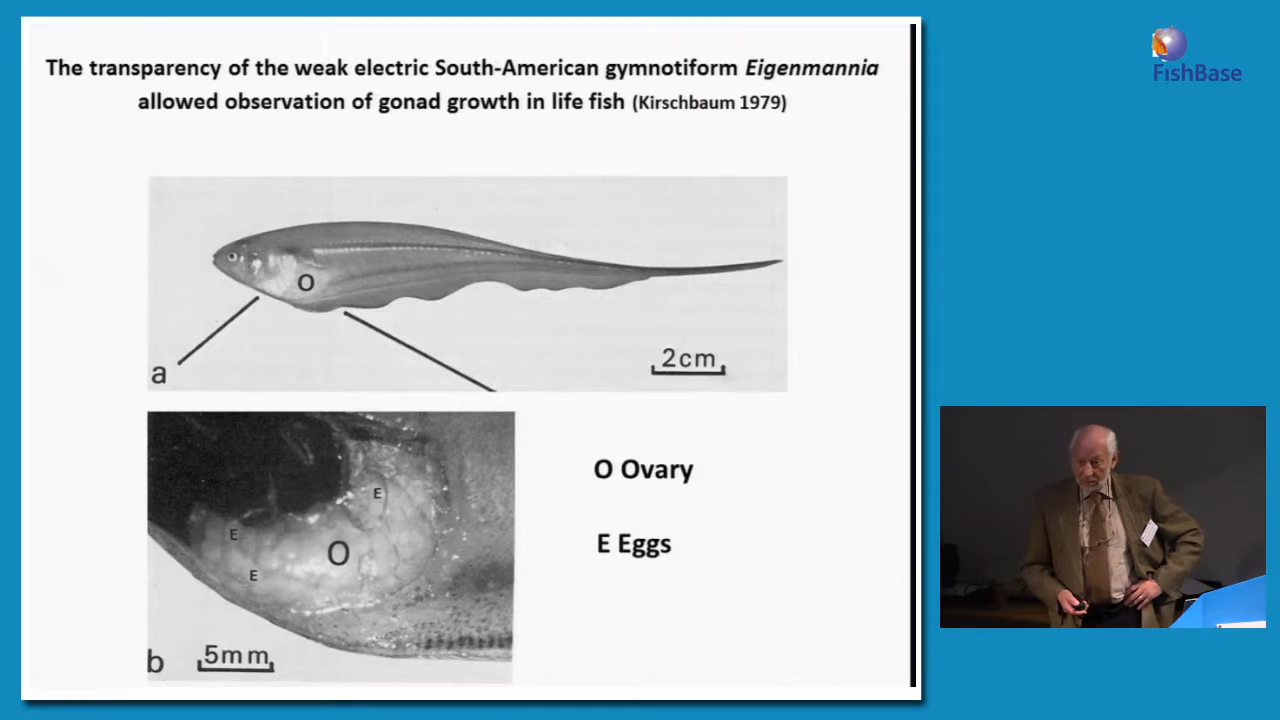 The transparency of the weak electric South-American gymnotiform Eigenmannia
allowed observation of gonad growth in life fish (Kirschbaum 1979)
FishBase
O
2cm
a
E
E
O
E
5mm
b
O Ovary
E Eggs